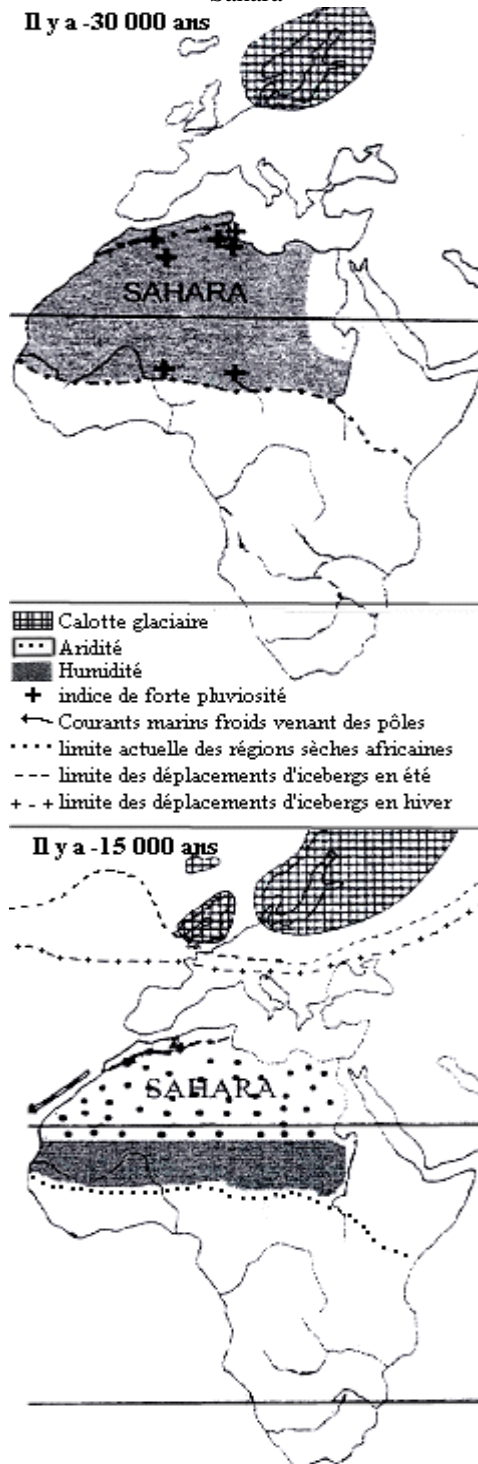 Sahara
Il y a -30 000 ans
SAHARA
Calotte glaciaire
Aridité
Humidité
indice de forte pluviosité
Courants marins froids venant des pôles
limite actuelle des régions sèches africaines
limite des déplacements d'icebergs en été
limite des déplacements d'icebergs en hiver
Il y a -15 000 ans
SAHARA